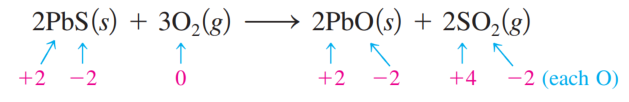 2PbS(s) + 3O₂(g) ⟶ 2PbO(s) + 2SO₂(g)
+2 −2 0 +2 −2 +4 −2 (each O)